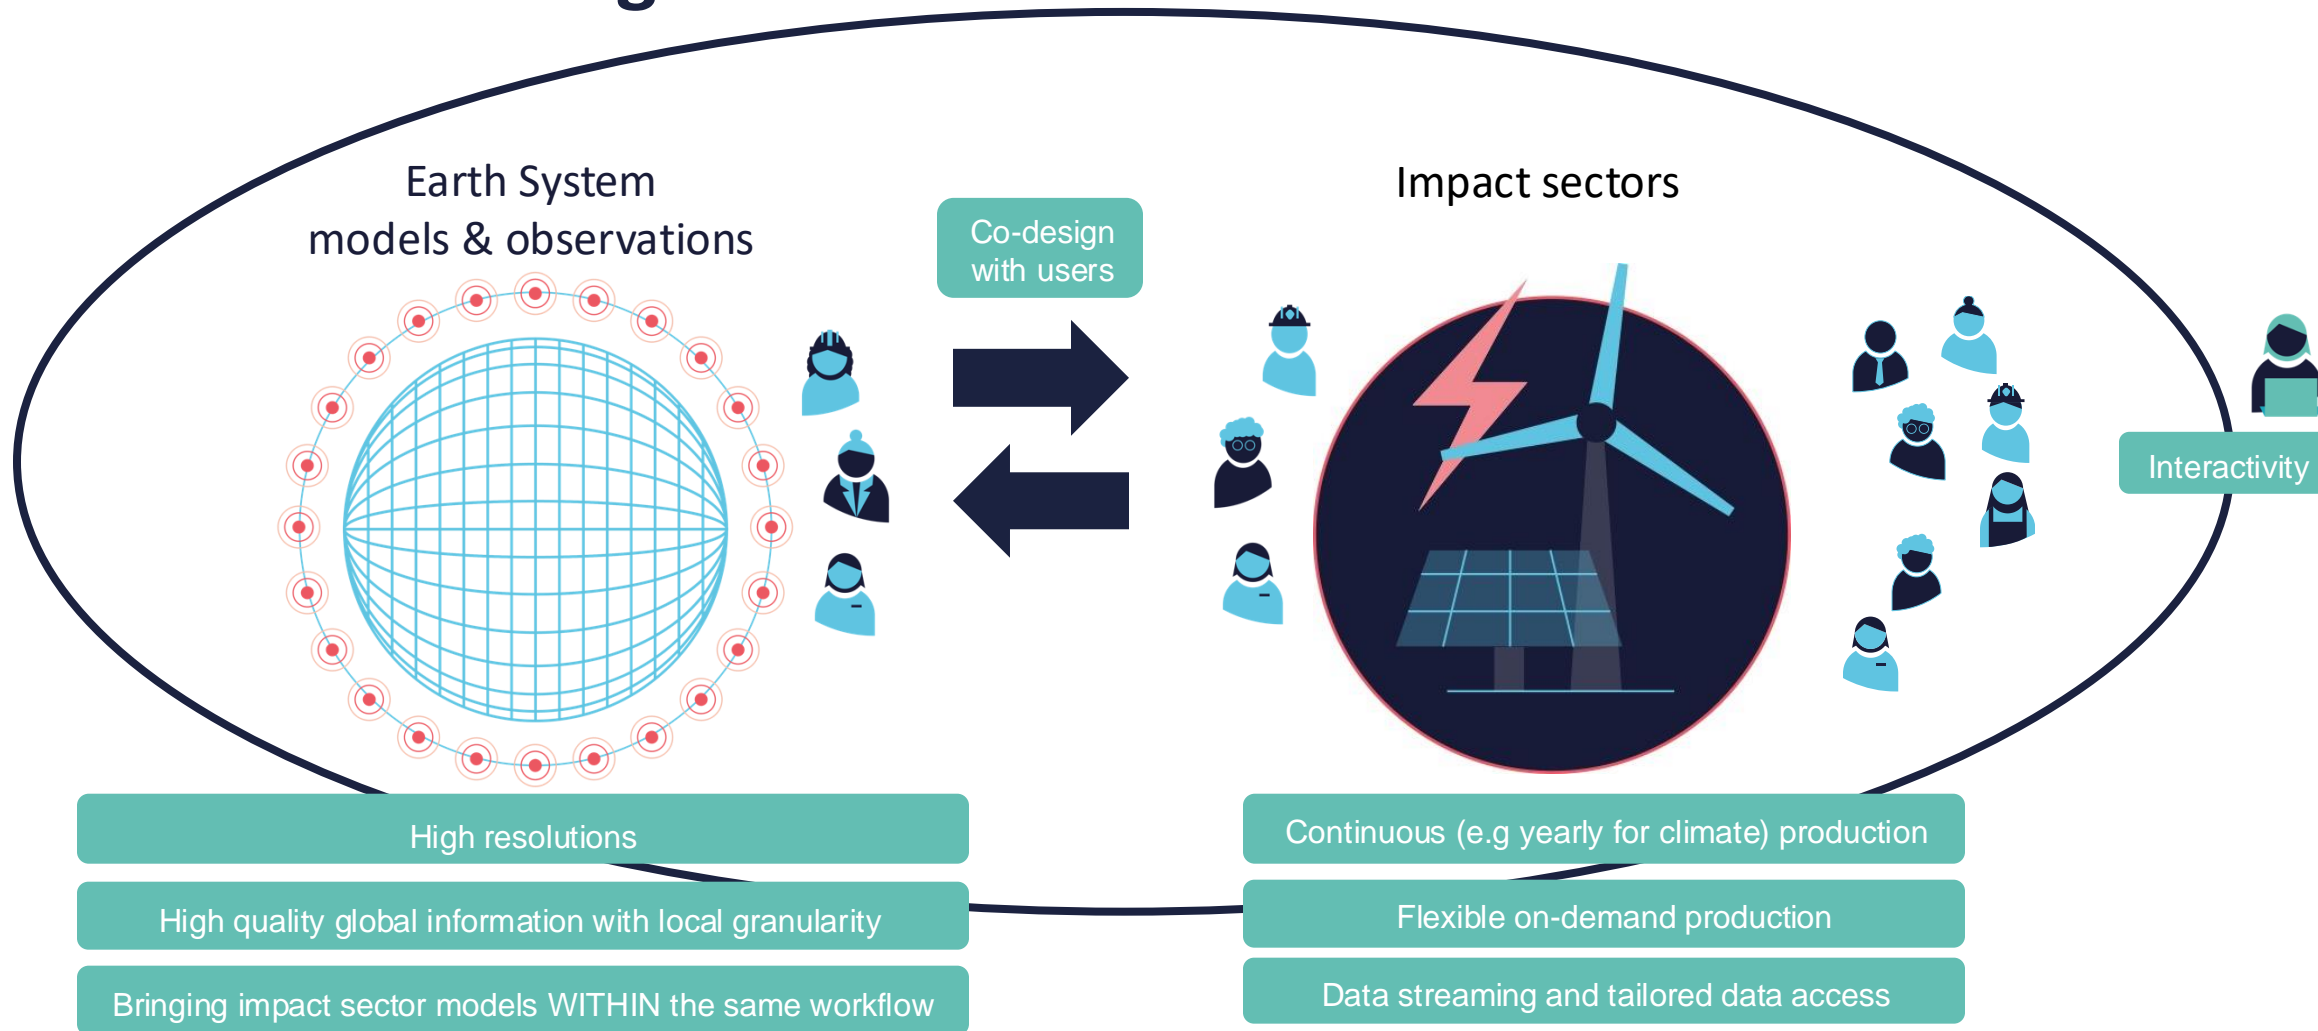 Earth System
models & observations
Impact sectors
Co-design
with users
Interactivity
High resolutions
High quality global information with local granularity
Bringing impact sector models WITHIN the same workflow
Continuous (e.g yearly for climate) production
Flexible on-demand production
Data streaming and tailored data access